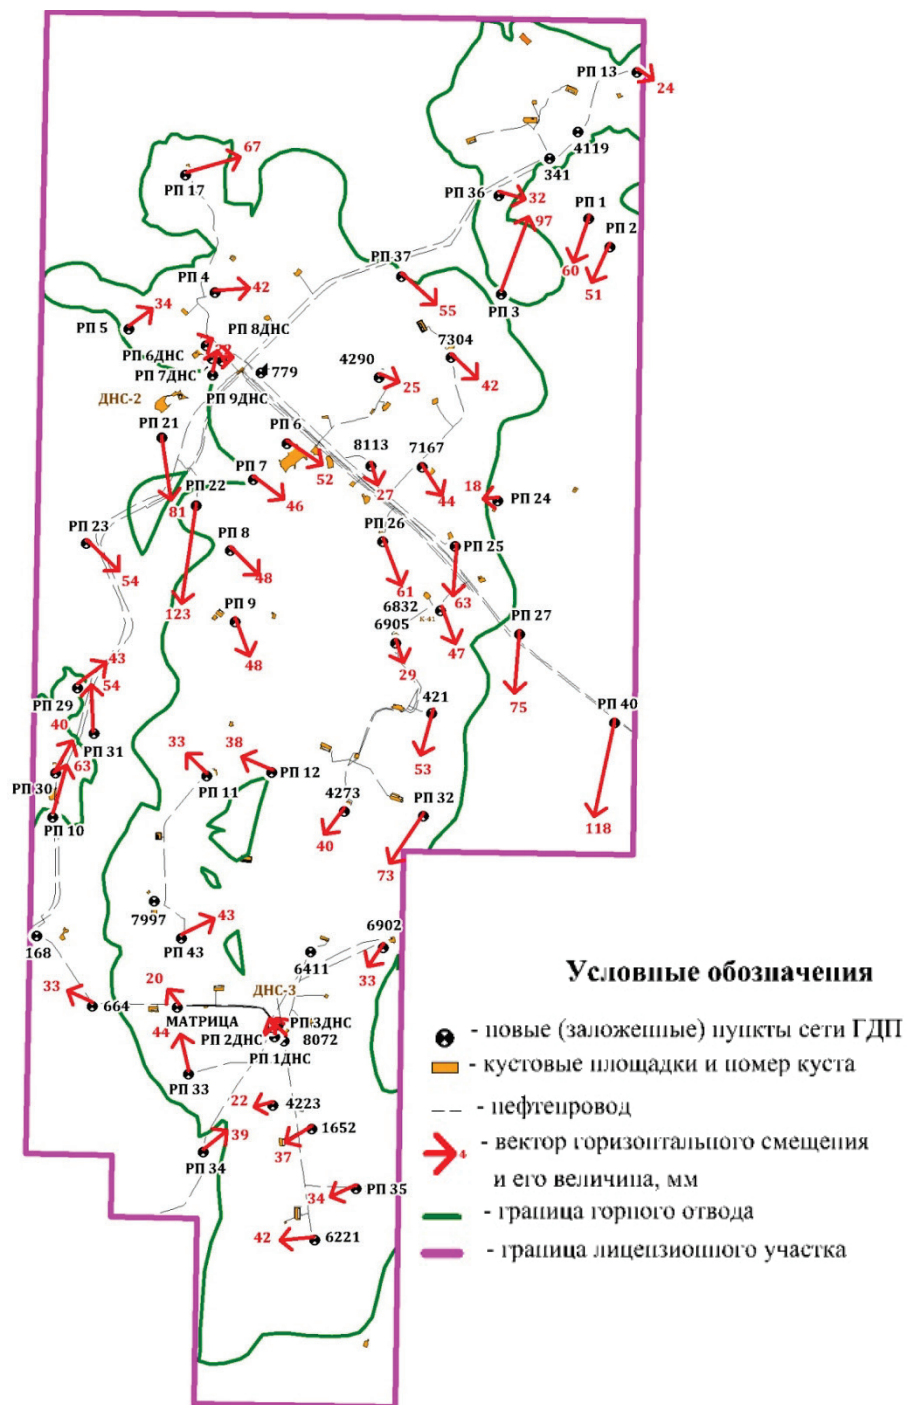 РП 13
24
4119
341
67
РП 17
РП 36
32
РП 1
97
РП 2
60
51
РП 37
РП 4
42
34
РП 5
55
РП 3
РП 8ДНС
РП 6ДНС
7304
4290
779
РП 7ДНС
25
42
ДНС-2
РП 9ДНС
РП 21
РП 6
8113
7167
52
РП 7
РП 22
27
44
18
РП 24
46
81
РП 23
РП 8
РП 26
РП 25
54
48
61
63
123
РП 9
6832
К-41
6905
РП 27
48
47
29
43
54
РП 29
421
75
РП 40
40
РП 31
33
38
53
63
РП 30
РП 11
РП 12
4273
РП 32
РП 10
40
118
73
7997
43
6902
168
РП 43
6411
33
33
20
ДНС-3
664
МАТРИЦА
РП 3ДНС
44
РП 2ДНС
8072
РП 1ДНС
РП 33
22
4223
39
1652
37
РП 34
34
РП 35
42
6221
Условные обозначения
- новые (заложенные) пункты сети ГДП
- кустовые площадки и номер куста
- нефтепровод
- вектор горизонтального смещения
4
и его величина, мм
- граница горного отвода
- граница лицензионного участка